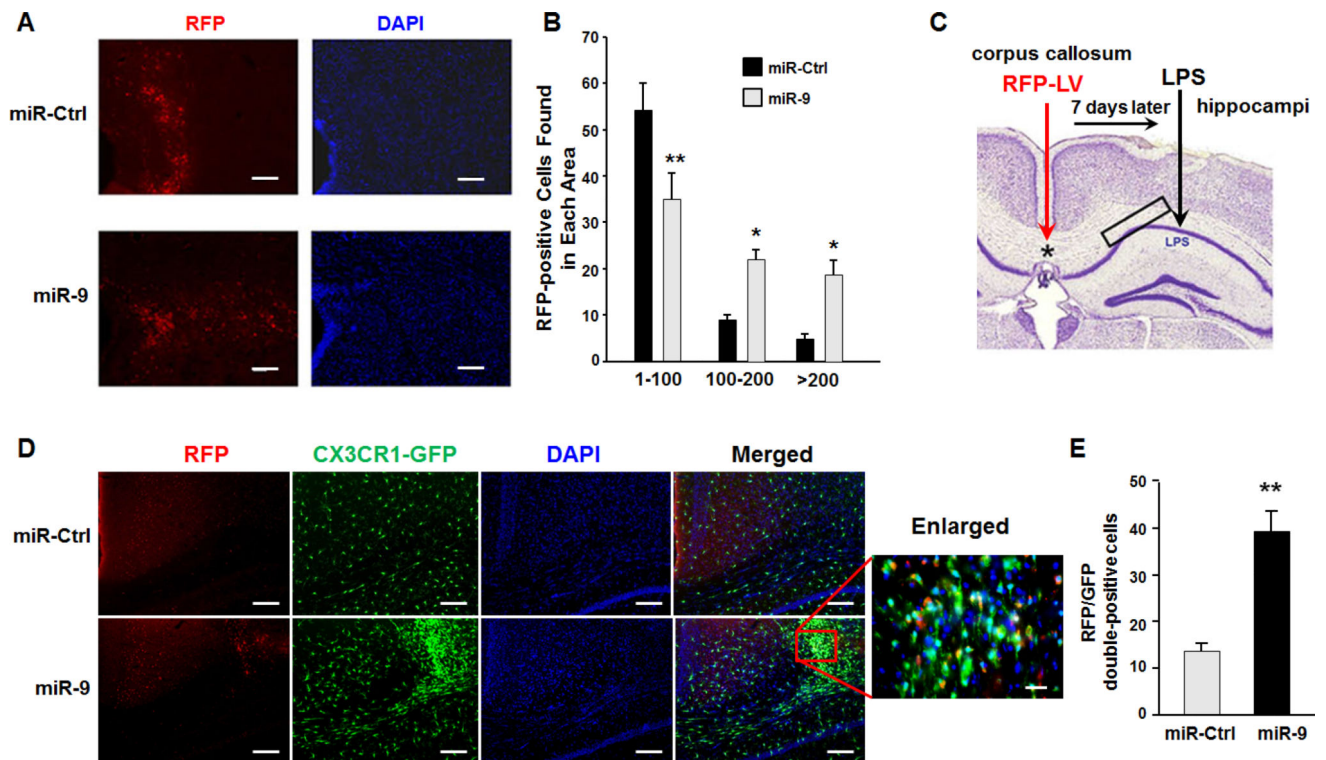 A
RFP
DAPI
miR-Ctrl
miR-9
B
RFP-positive Cells Found
in Each Area
70
60
50
40
30
20
10
0
miR-Ctrl
miR-9
**
*
*
1-100
100-200
>200
C
corpus callosum
RFP-LV
LPS
7 days later
hippocampi
*
LPS
D
RFP
CX3CR1-GFP
DAPI
Merged
miR-Ctrl
miR-9
Enlarged
E
RFP/GFP
double-positive cells
50
40
30
20
10
0
**
miR-Ctrl
miR-9